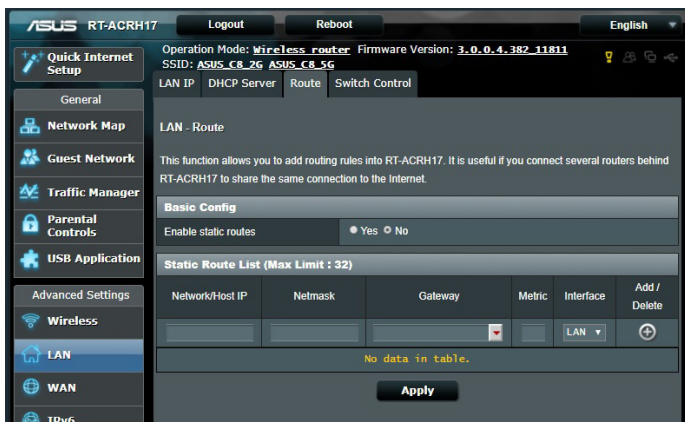 ASUS RT-ACRH17 Logout Reboot English
Quick Internet Setup
Operation Mode: Wireless router Firmware Version: 3.0.0.4.382_11811
SSID: ASUS_C8_2G ASUS_C8_5G
LAN IP DHCP Server Route Switch Control
General
Network Map
Guest Network
Traffic Manager
Parental Controls
USB Application
Advanced Settings
Wireless
LAN
WAN
IPv6
LAN - Route
This function allows you to add routing rules into RT-ACRH17. It is useful if you connect several routers behind
RT-ACRH17 to share the same connection to the Internet.
Basic Config
Enable static routes Yes No
Static Route List (Max Limit : 32)
Network/Host IP Netmask Gateway Metric Interface Add / Delete
LAN
No data in table.
Apply